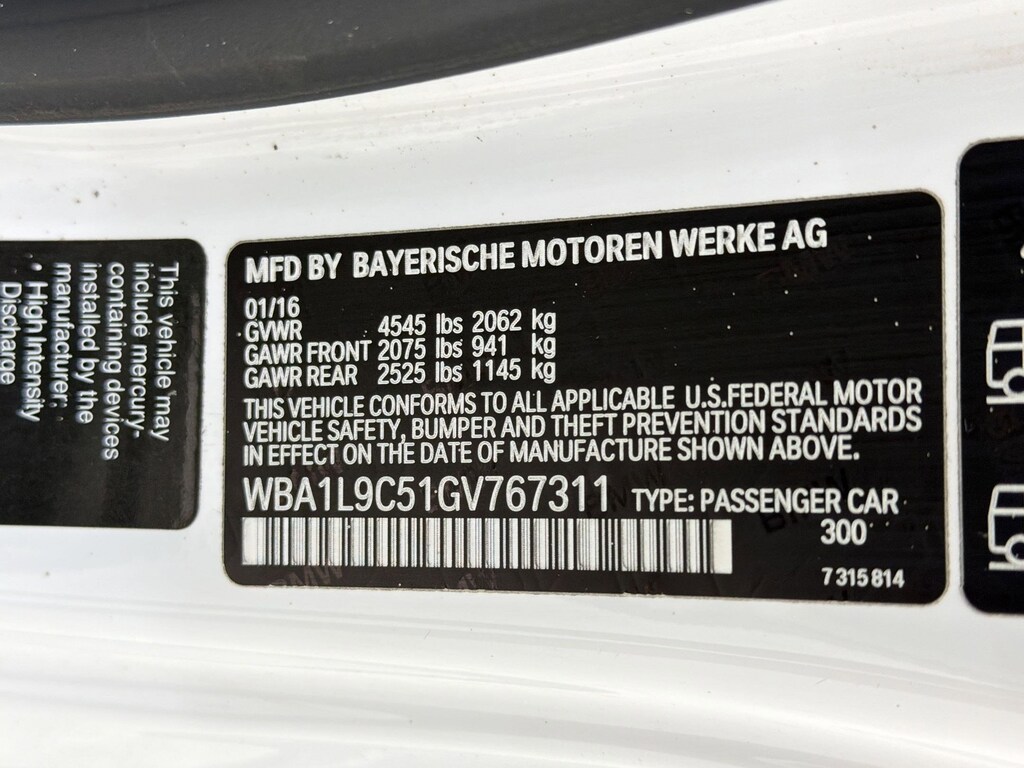 This vehicle may
include mercury-
containing devices
installed by the
manufacturer:
• High Intensity
Discharge
MFD BY BAYERISCHE MOTOREN WERKE AG
01/16
GVWR 4545 lbs 2062 kg
GAWR FRONT 2075 lbs 941 kg
GAWR REAR 2525 lbs 1145 kg
THIS VEHICLE CONFORMS TO ALL APPLICABLE U.S.FEDERAL MOTOR
VEHICLE SAFETY, BUMPER AND THEFT PREVENTION STANDARDS
IN EFFECT ON THE DATE OF MANUFACTURE SHOWN ABOVE.
WBA1L9C51GV767311 TYPE: PASSENGER CAR
300
7 315 814